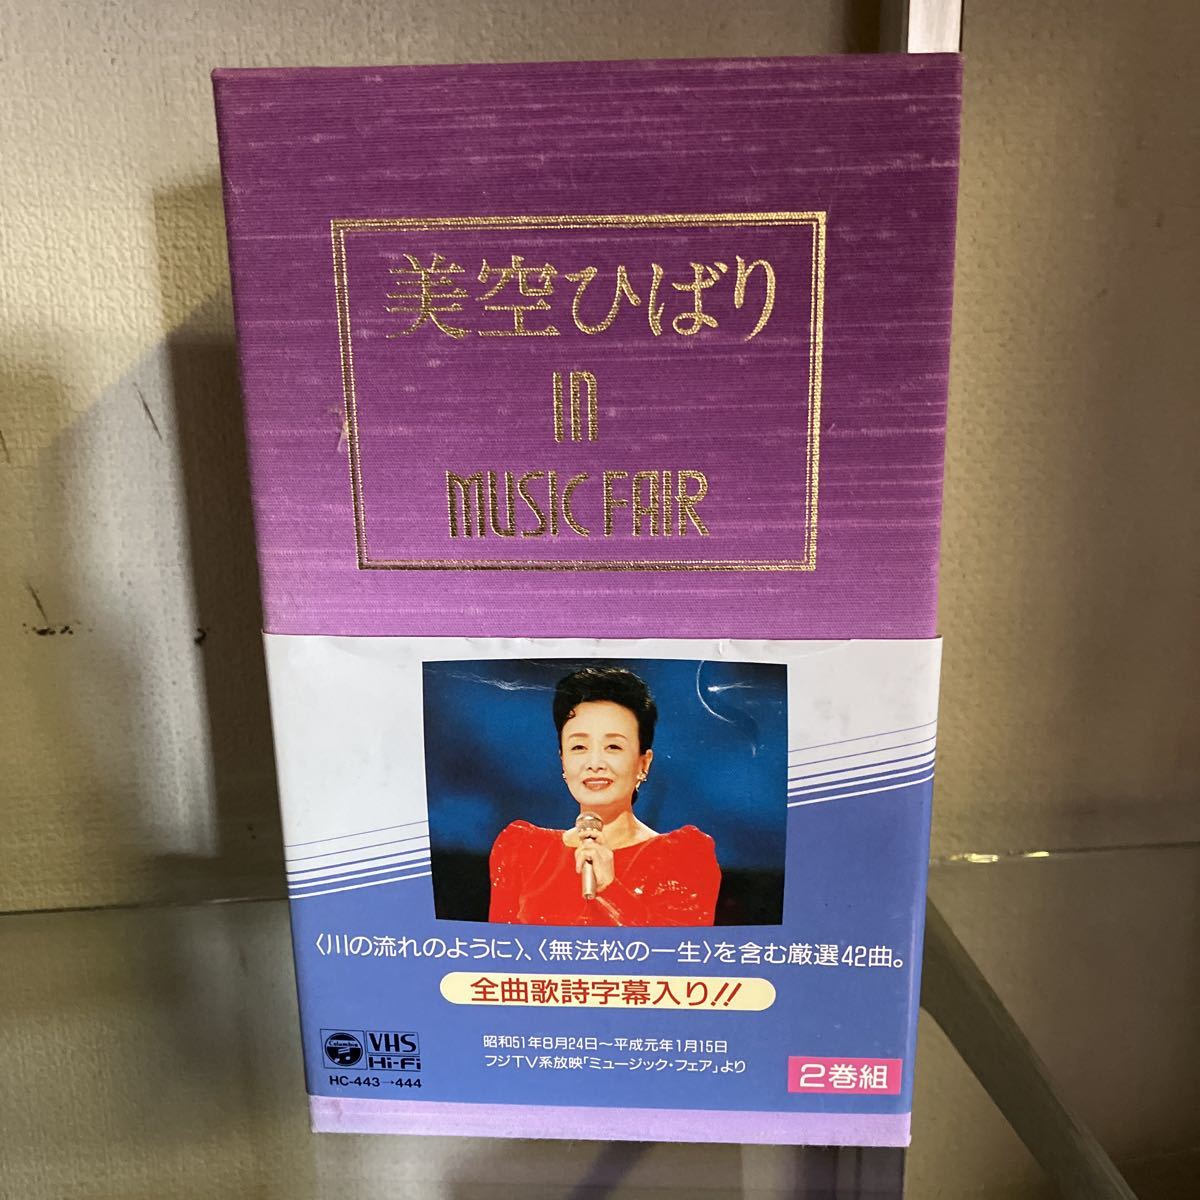 美空ひばり
IN
MUSIC FAIR
〈川の流れのように〉、〈無法松の一生〉を含む厳選42曲。
全曲歌詩字幕入り!!
昭和51年8月24日〜平成元年1月15日
フジTV系放映「ミュージック・フェア」より
2巻組
Columbia
VHS
Hi-Fi
HC-443→444